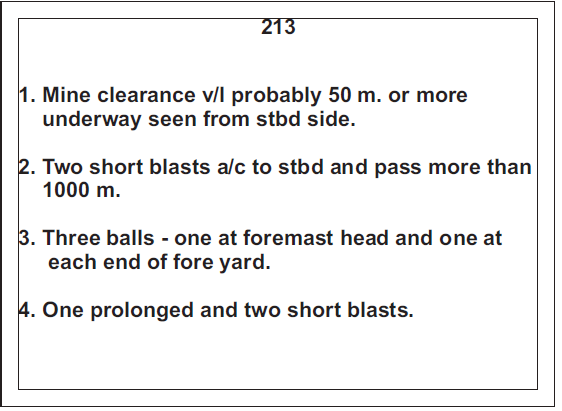 213
1. Mine clearance v/l probably 50 m. or more
underway seen from stbd side.
2. Two short blasts a/c to stbd and pass more than
1000 m.
3. Three balls - one at foremast head and one at
each end of fore yard.
4. One prolonged and two short blasts.